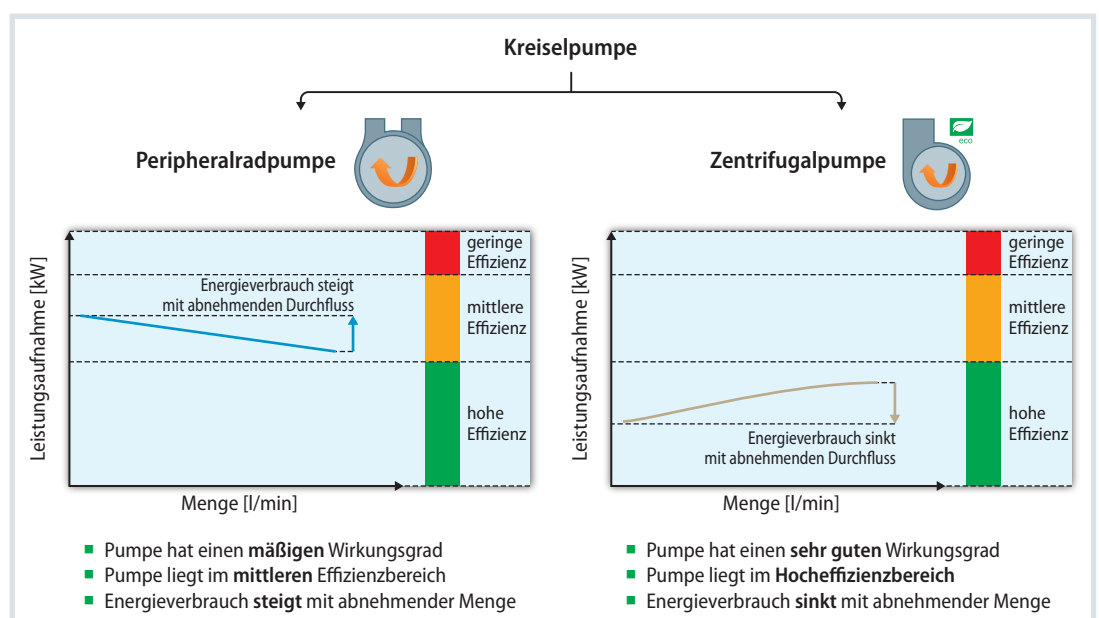 Kreiselpumpe
Peripheralradpumpe
eco
Zentrifugalpumpe
Leistungsaufnahme [kW]
Energieverbrauch steigt
mit abnehmenden Durchfluss
geringe
Effizienz
mittlere
Effizienz
hohe
Effizienz
Menge [l/min]
Leistungsaufnahme [kW]
geringe
Effizienz
mittlere
Effizienz
hohe
Effizienz
Energieverbrauch sinkt
mit abnehmenden Durchfluss
Menge [l/min]
Pumpe hat einen mäßigen Wirkungsgrad
Pumpe liegt im mittleren Effizienzbereich
Energieverbrauch steigt mit abnehmender Menge
Pumpe hat einen sehr guten Wirkungsgrad
Pumpe liegt im Hocheffizienzbereich
Energieverbrauch sinkt mit abnehmender Menge